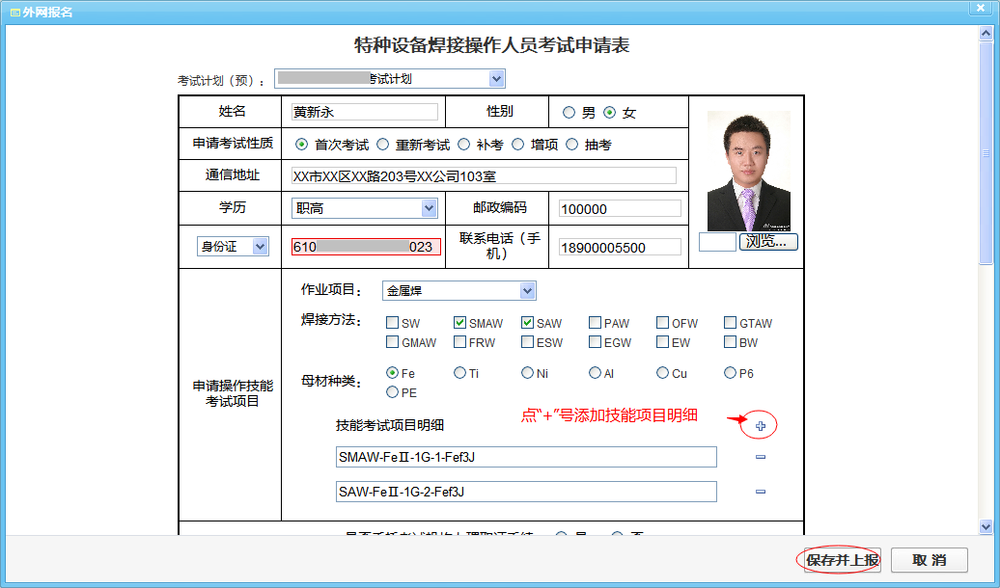 外网报名
特种设备焊接操作人员考试申请表
考试计划（预）： 考试计划
姓名 黄新永 性别 男 女
申请考试性质 首次考试 重新考试 补考 增项 抽考
通信地址 XX市XX区XX路203号XX公司103室
学历 职高 邮政编码 100000
身份证 610 023 联系电话（手机） 18900005500
浏览...
作业项目： 金属焊
焊接方法： SW SMAW SAW PAW OFW GTAW
GMAW FRW ESW EGW EW BW
母材种类： Fe Ti Ni Al Cu P6
PE
申请操作技能
考试项目
点“+”号添加技能项目明细
技能考试项目明细
SMAW-FeⅡ-1G-1-Fef3J
SAW-FeⅡ-1G-2-Fef3J
保存并上报 取 消